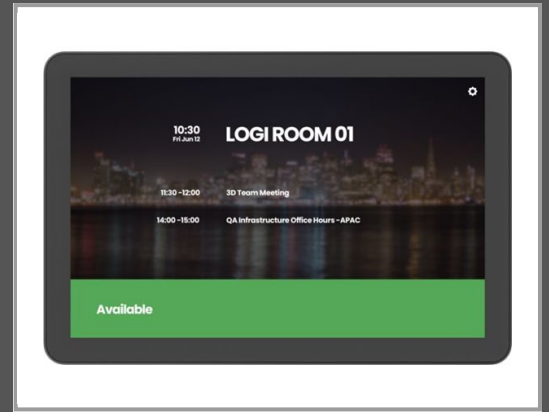 10:30
Fri Jun 12
LOGI ROOM 01
11:30 -12:00 3D Team Meeting
14:00 -15:00 QA Infrastructure Office Hours -APAC
Available